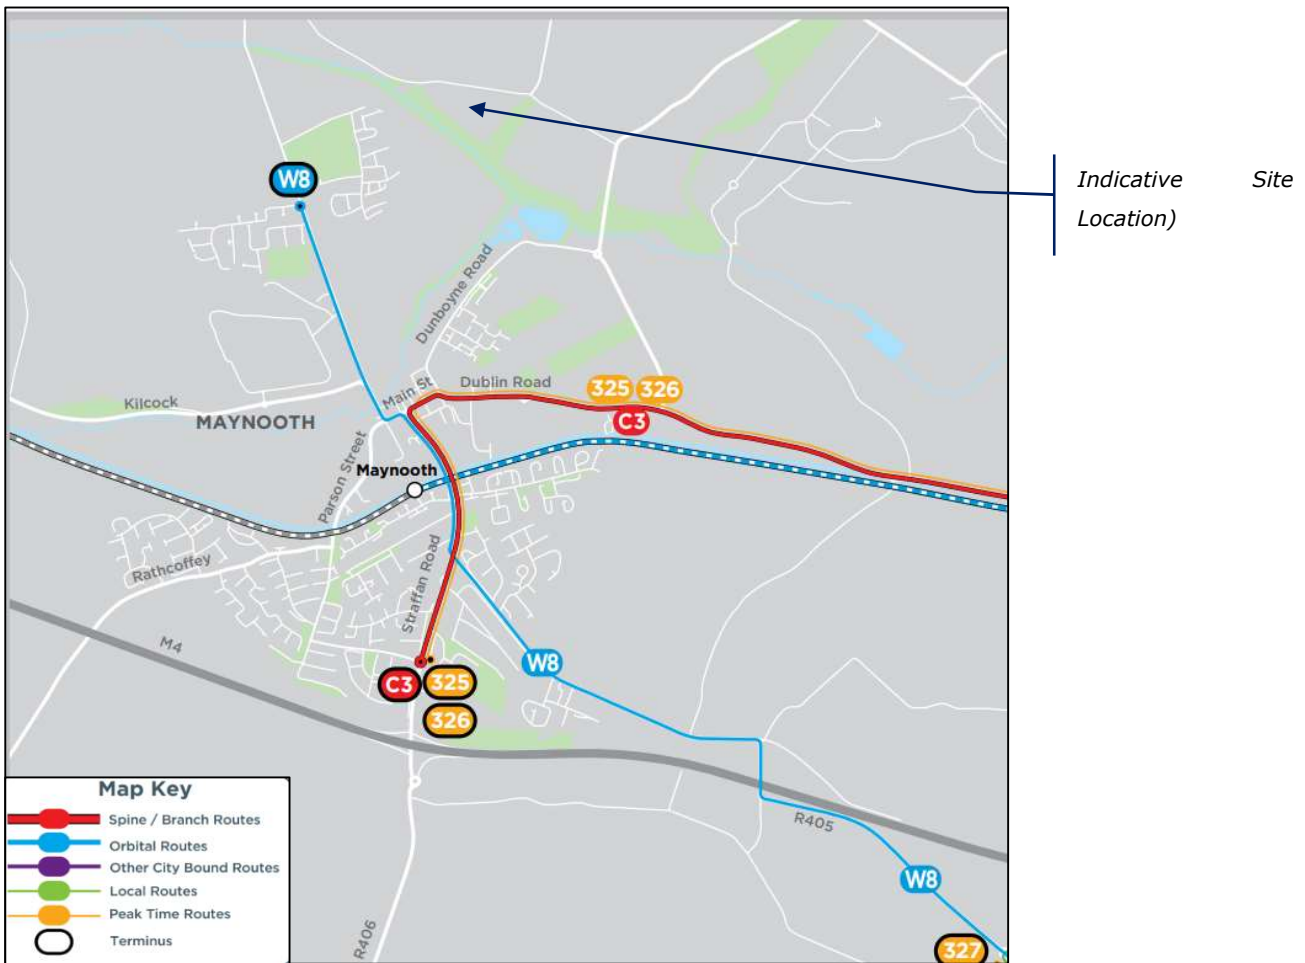 W8
Indicative Site
Location)
Dunboyne Road
Main St
Dublin Road
325 326
C3
Kilcock
MAYNOOTH
Parson Street
Maynooth
Rathcoffey
Straffan Road
M4
C3 325
326
W8
R405
W8
R406
327
Map Key
Spine / Branch Routes
Orbital Routes
Other City Bound Routes
Local Routes
Peak Time Routes
Terminus